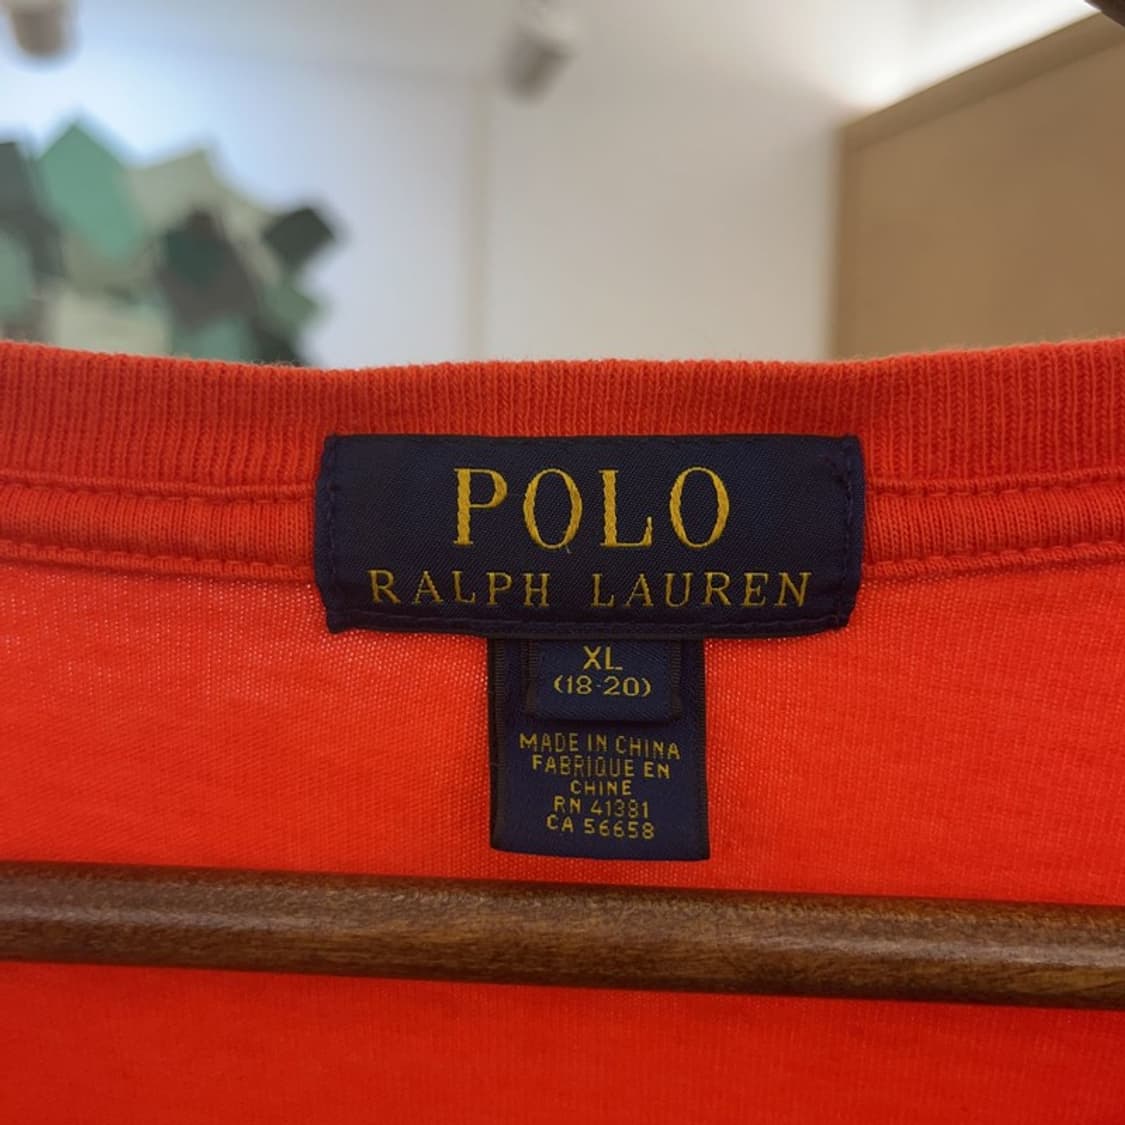 POLO
RALPH LAUREN
XL
(18-20)
MADE IN CHINA
FABRIQUE EN
CHINE
RN 41381
CA 56658